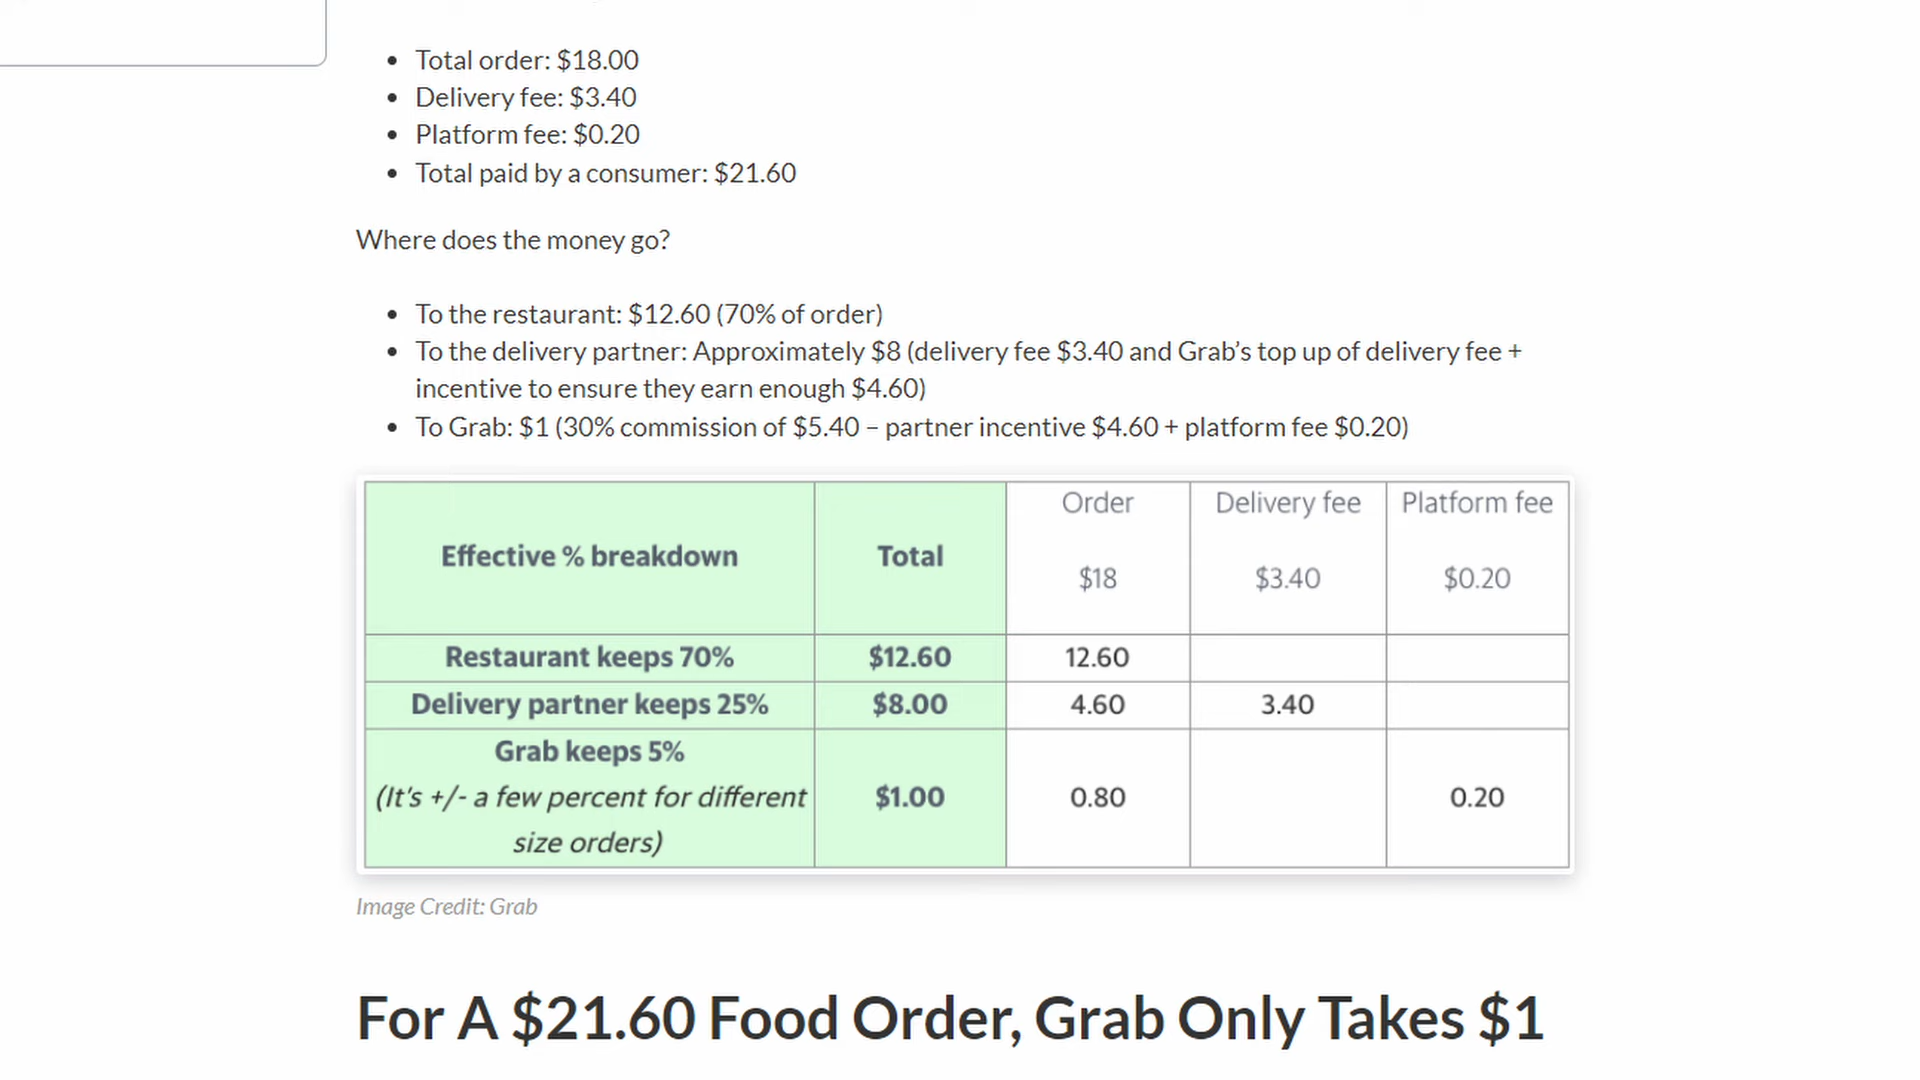 Total order: $18.00
Delivery fee: $3.40
Platform fee: $0.20
Total paid by a consumer: $21.60
Where does the money go?
To the restaurant: $12.60 (70% of order)
To the delivery partner: Approximately $8 (delivery fee $3.40 and Grab’s top up of delivery fee +
incentive to ensure they earn enough $4.60)
To Grab: $1 (30% commission of $5.40 – partner incentive $4.60 + platform fee $0.20)
Effective % breakdown Total Order Delivery fee Platform fee
$18 $3.40 $0.20
Restaurant keeps 70% $12.60 12.60
Delivery partner keeps 25% $8.00 4.60 3.40
Grab keeps 5%
(It's +/- a few percent for different $1.00 0.80 0.20
size orders)
Image Credit: Grab
For A $21.60 Food Order, Grab Only Takes $1